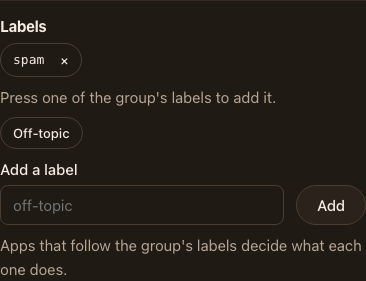 Labels
spam ×
Press one of the group's labels to add it.
Off-topic
Add a label
off-topic
Add
Apps that follow the group's labels decide what each
one does.